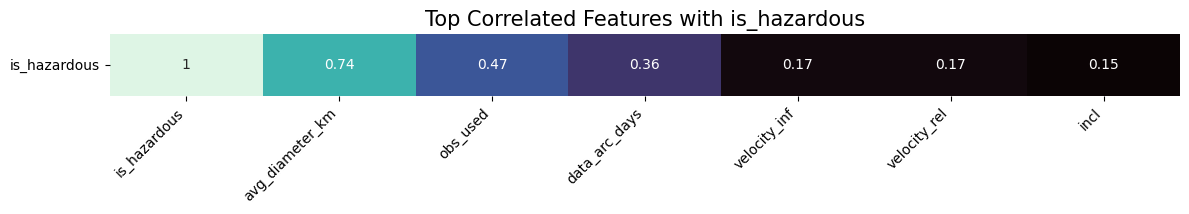 Top Correlated Features with is_hazardous
is_hazardous
1
0.74
0.47
0.36
0.17
0.17
0.15
is_hazardous
avg_diameter_km
obs_used
data_arc_days
velocity_inf
velocity_rel
incl